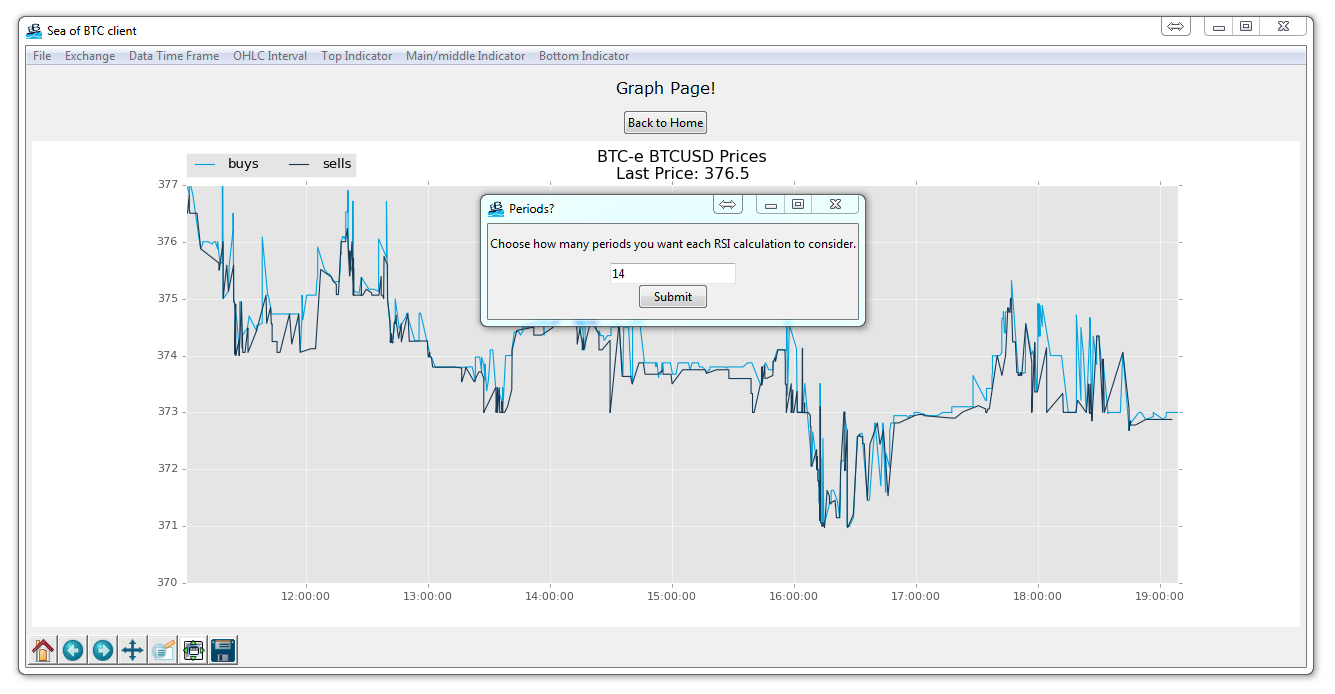 Sea of BTC client
File Exchange Data Time Frame OHLC Interval Top Indicator Main/middle Indicator Bottom Indicator
Graph Page!
Back to Home
buys sells
BTC-e BTCUSD Prices
Last Price: 376.5
377
Periods?
376
Choose how many periods you want each RSI calculation to consider.
14
375
Submit
374
373
372
371
370
12:00:00 13:00:00 14:00:00 15:00:00 16:00:00 17:00:00 18:00:00 19:00:00